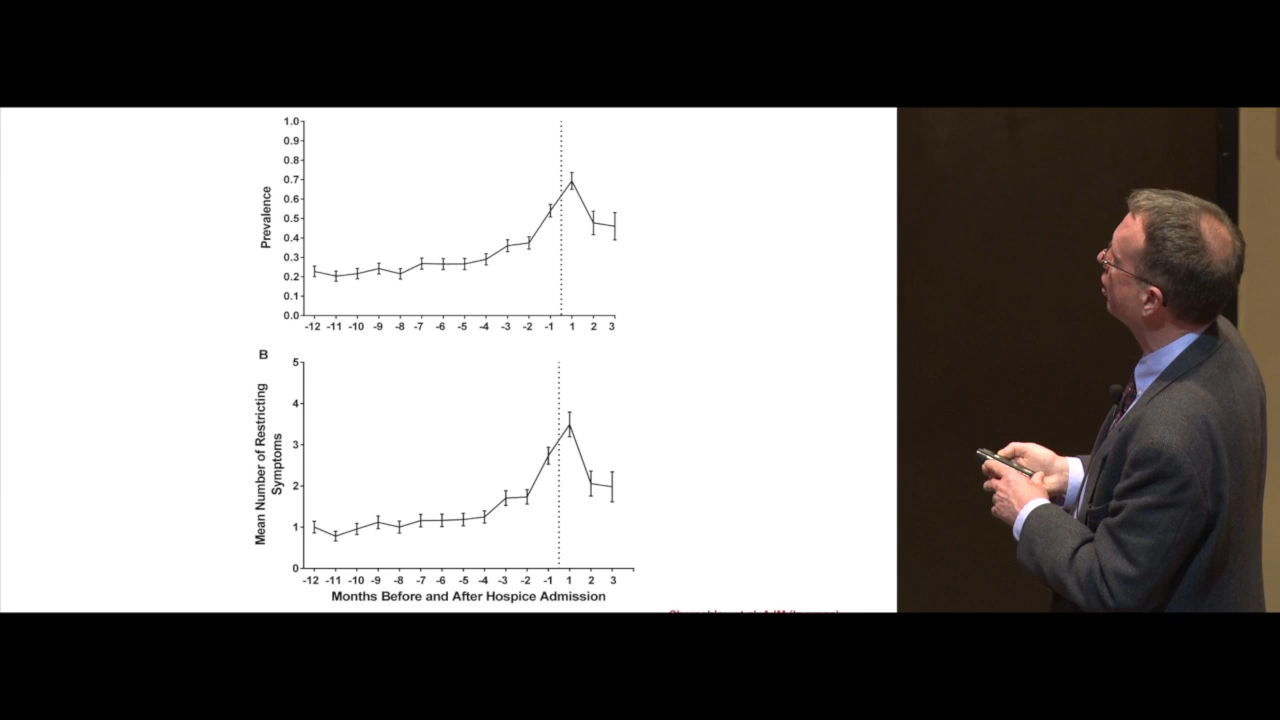 1.0
0.9
0.8
0.7
0.6
0.5
0.4
0.3
0.2
0.1
0.0
Prevalence
-12 -11 -10 -9 -8 -7 -6 -5 -4 -3 -2 -1 1 2 3
B
5
4
3
2
1
0
Mean Number of Restricting
Symptoms
-12 -11 -10 -9 -8 -7 -6 -5 -4 -3 -2 -1 1 2 3
Months Before and After Hospice Admission